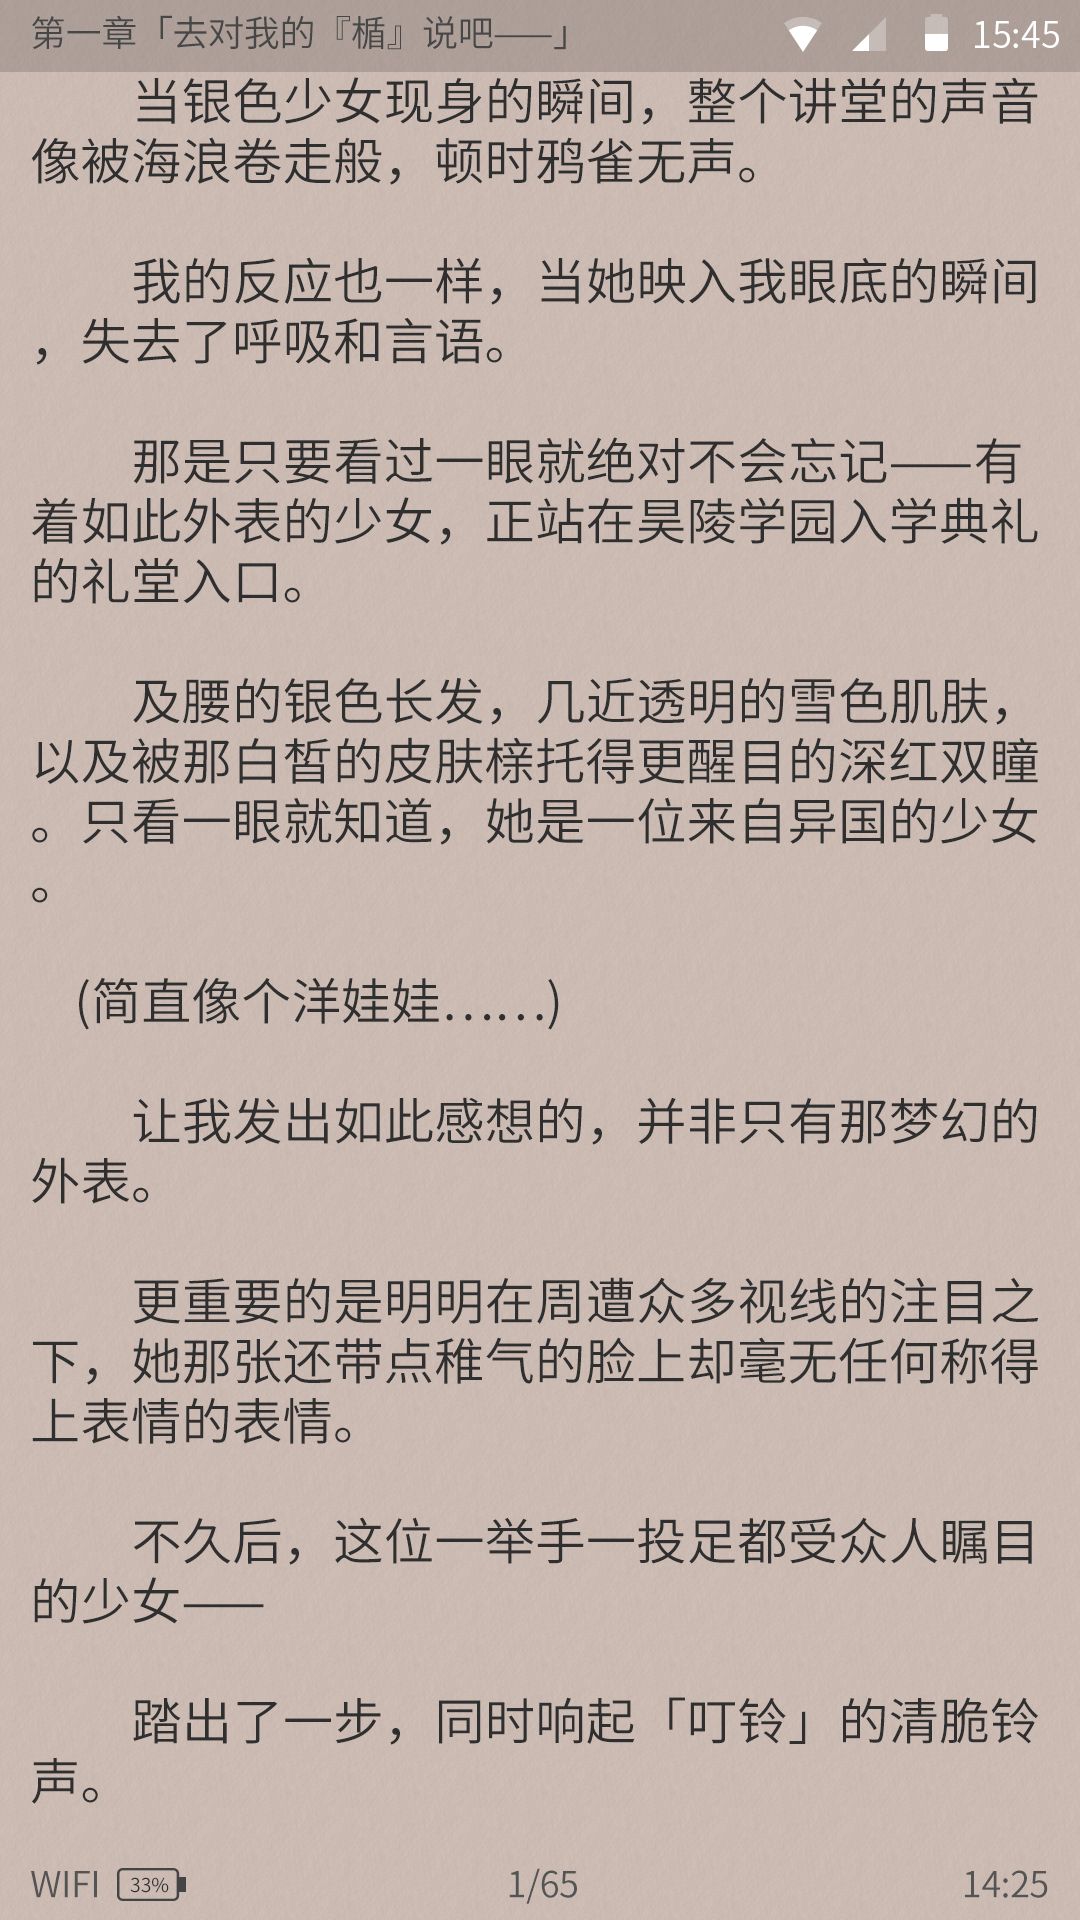 第一章「去对我的『楯』说吧——」
15:45
当银色少女现身的瞬间，整个讲堂的声音
像被海浪卷走般，顿时鸦雀无声。
我的反应也一样，当她映入我眼底的瞬间
，失去了呼吸和言语。
那是只要看过一眼就绝对不会忘记——有
着如此外表的少女，正站在昊陵学园入学典礼
的礼堂入口。
及腰的银色长发，几近透明的雪色肌肤，
以及被那白皙的皮肤榇托得更醒目的深红双瞳
。只看一眼就知道，她是一位来自异国的少女
。
(简直像个洋娃娃……)
让我发出如此感想的，并非只有那梦幻的
外表。
更重要的是明明在周遭众多视线的注目之
下，她那张还带点稚气的脸上却毫无任何称得
上表情的表情。
不久后，这位一举手一投足都受众人瞩目
的少女——
踏出了一步，同时响起「叮铃」的清脆铃
声。
WIFI 33% 1/65 14:25